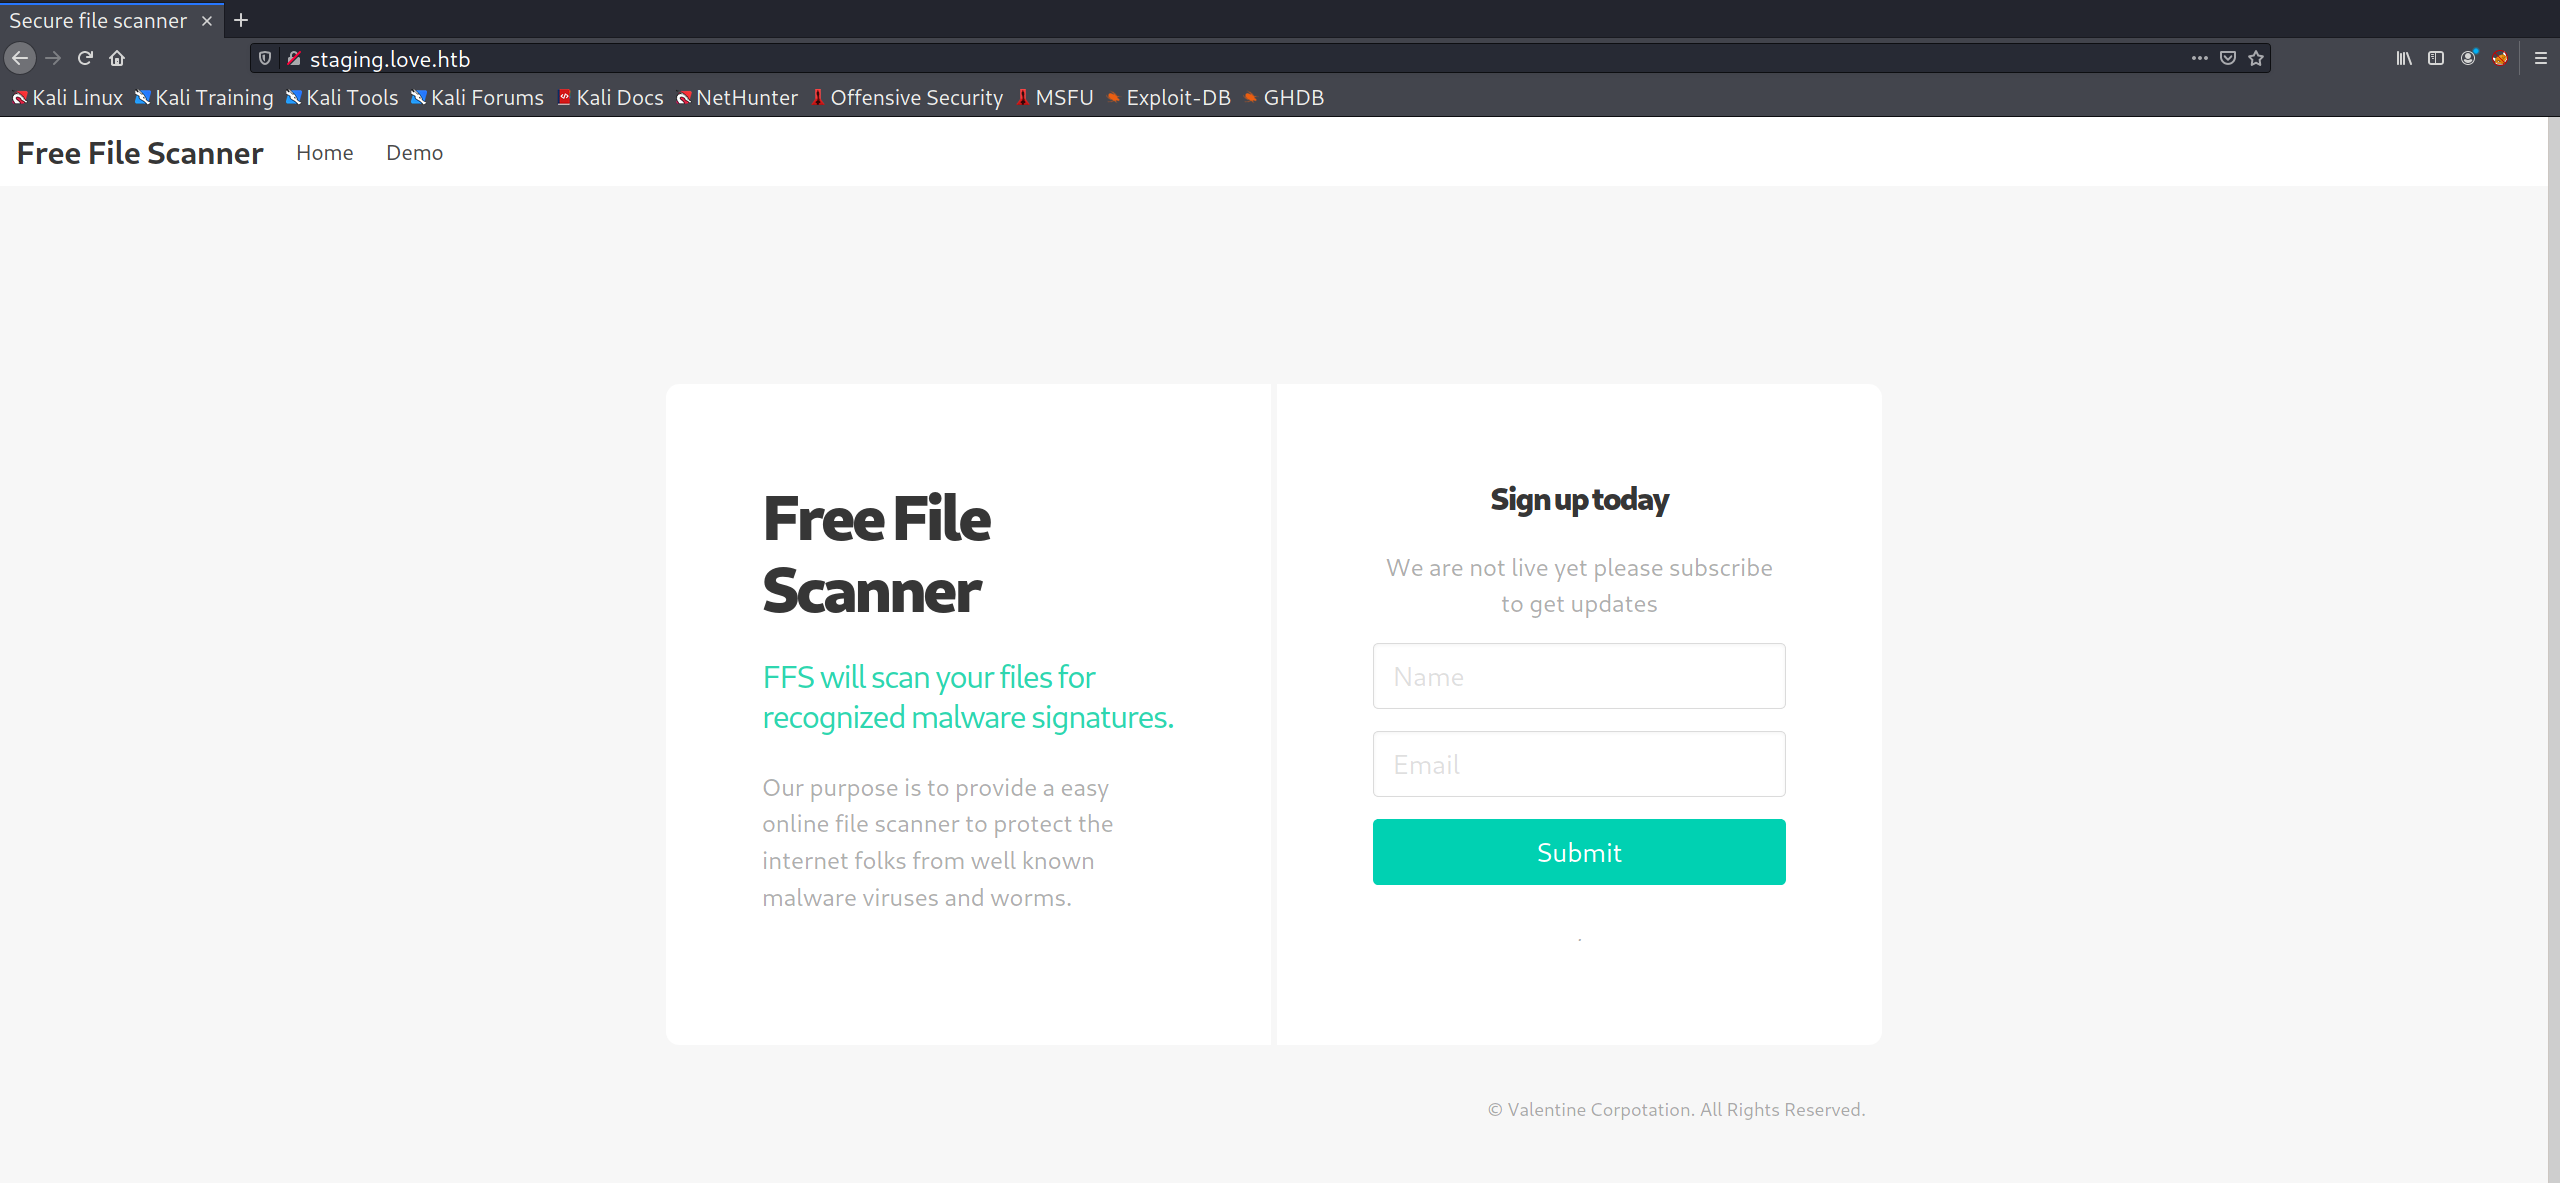 Secure file scanner
staging.love.htb
Kali Linux Kali Training Kali Tools Kali Forums Kali Docs NetHunter Offensive Security MSFU Exploit-DB GHDB
Free File Scanner Home Demo
Free File
Scanner
FFS will scan your files for
recognized malware signatures.
Our purpose is to provide a easy
online file scanner to protect the
internet folks from well known
malware viruses and worms.
Sign up today
We are not live yet please subscribe
to get updates
Name
Email
Submit
.
© Valentine Corpotation. All Rights Reserved.